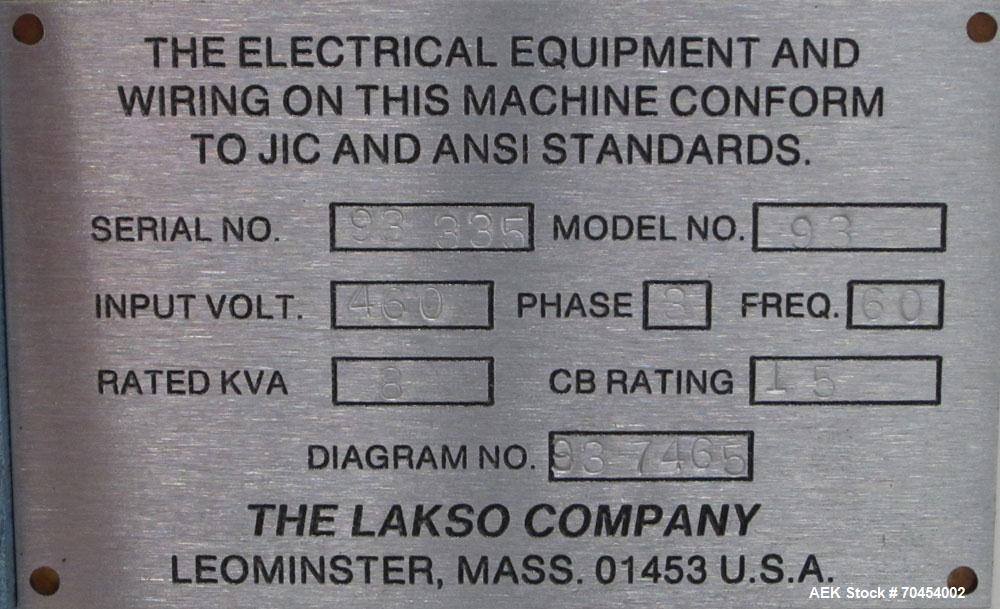 THE ELECTRICAL EQUIPMENT AND
WIRING ON THIS MACHINE CONFORM
TO JIC AND ANSI STANDARDS.
SERIAL NO. 93 335 MODEL NO. 93
INPUT VOLT. 460 PHASE 3 FREQ. 60
RATED KVA 8 CB RATING 15
DIAGRAM NO. 93 7465
THE LAKSO COMPANY
LEOMINSTER, MASS. 01453 U.S.A.
AEK Stock # 70454002